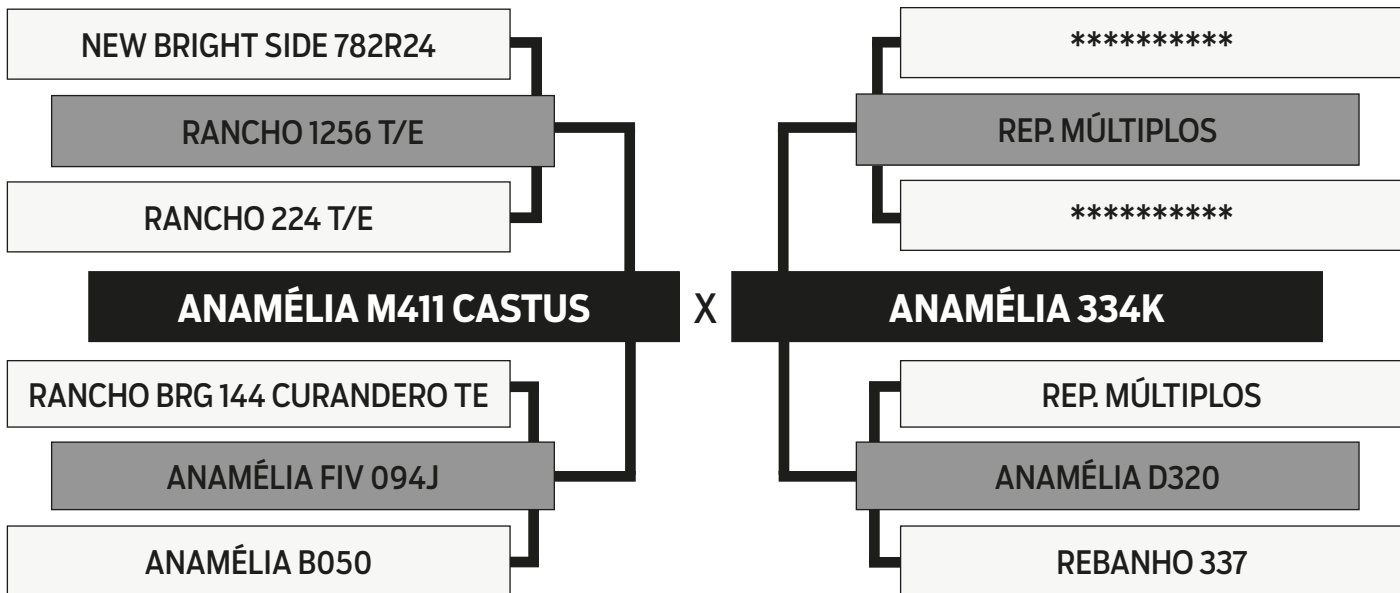 NEW BRIGHT SIDE 782R24
RANCHO 1256 T/E
RANCHO 224 T/E
ANAMÉLIA M411 CASTUS
RANCHO BRG 144 CURANDERO TE
ANAMÉLIA FIV 094J
ANAMÉLIA B050
X
**********
REP. MÚLTIPLOS
**********
ANAMÉLIA 334K
REP. MÚLTIPLOS
ANAMÉLIA D320
REBANHO 337